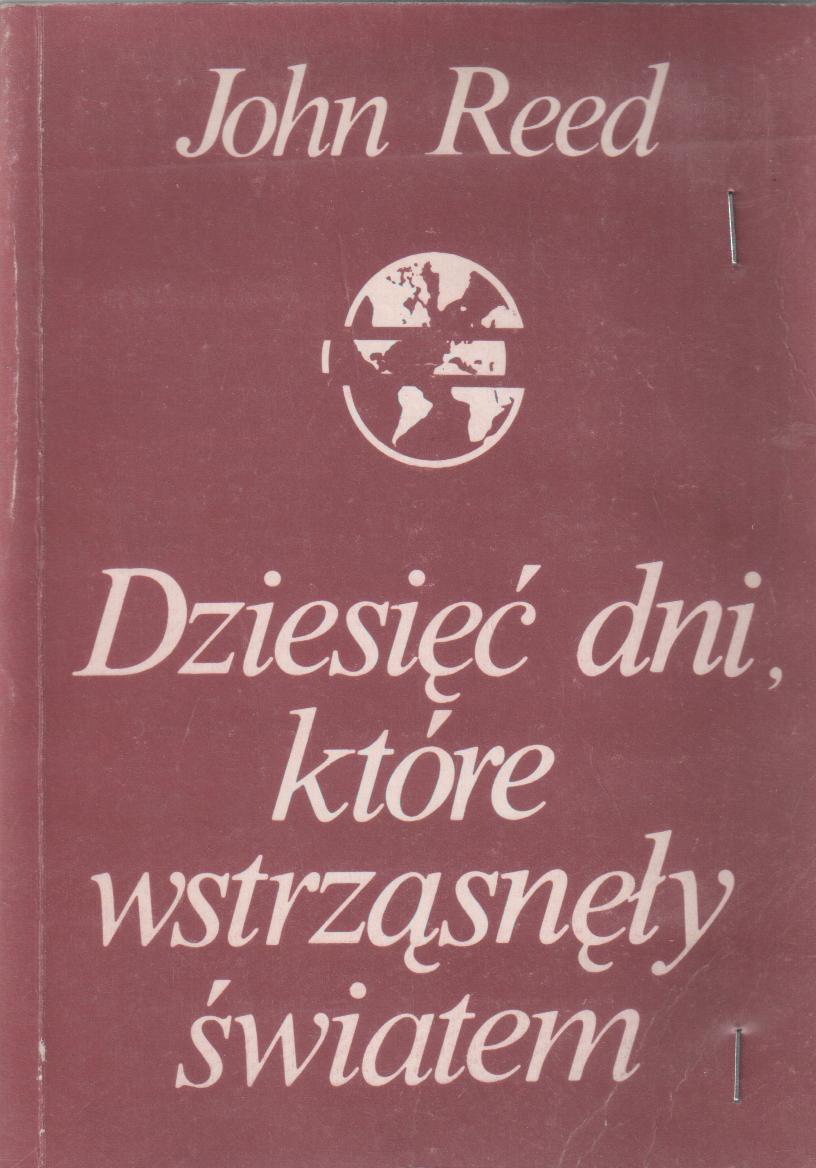 John Reed
Dziesięć dni,
które
wstrząsnęły
światem